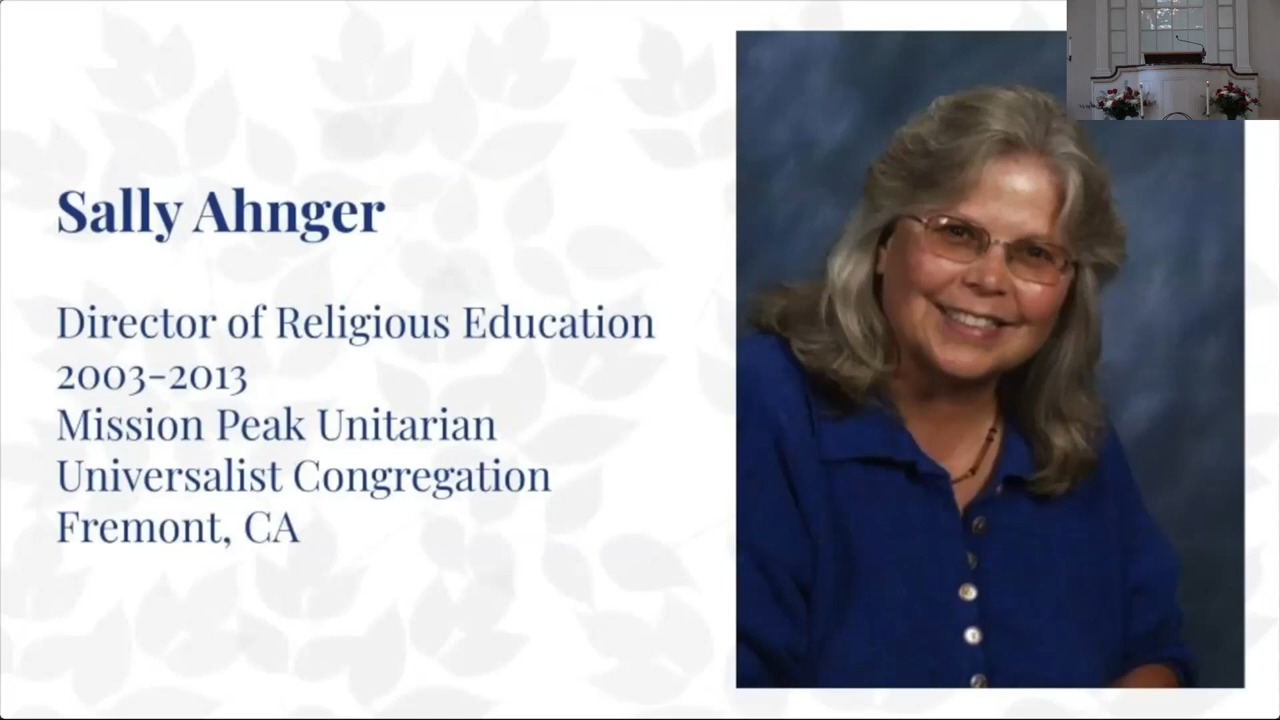 Sally Ahnger
Director of Religious Education
2003-2013
Mission Peak Unitarian
Universalist Congregation
Fremont, CA